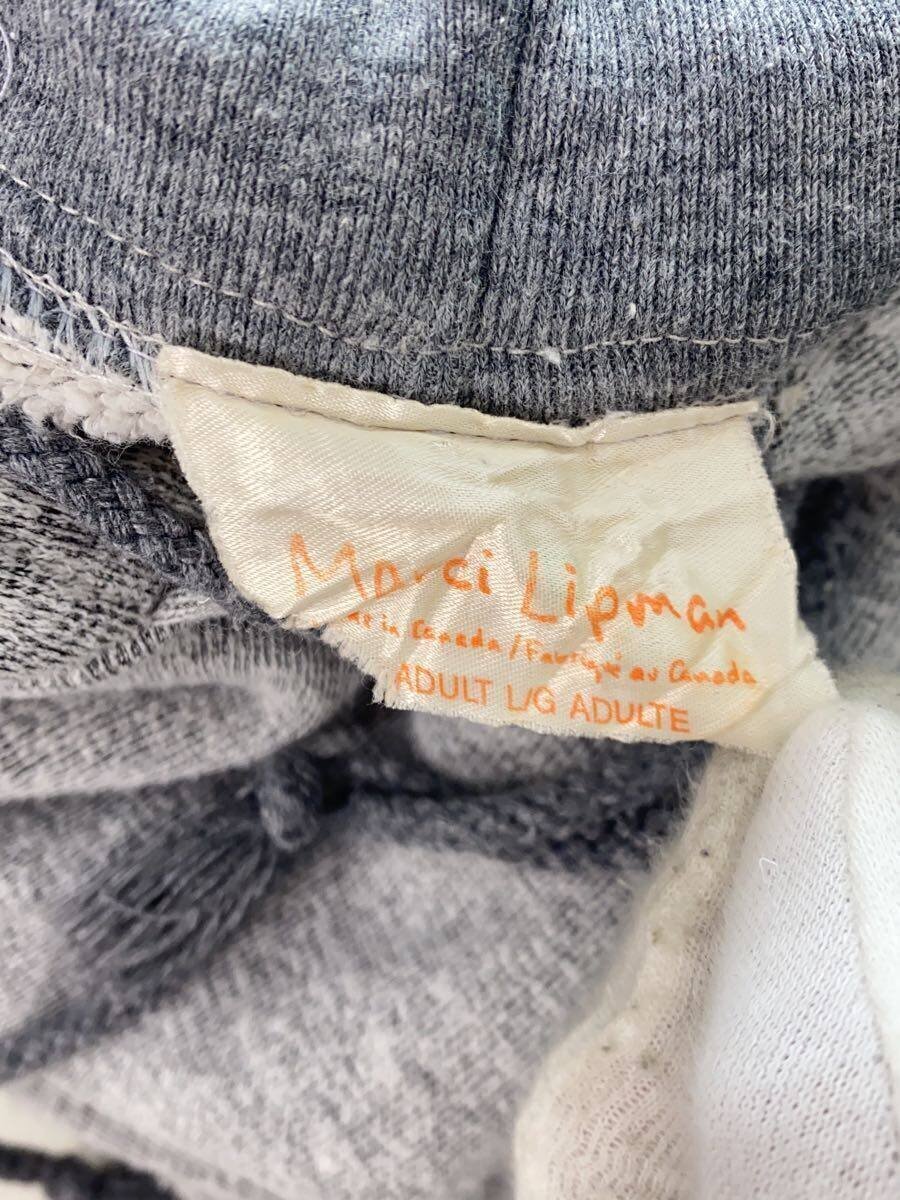 Marci Lipman
in Canada/Fabriqué au Canada
ADULT L/G ADULTE